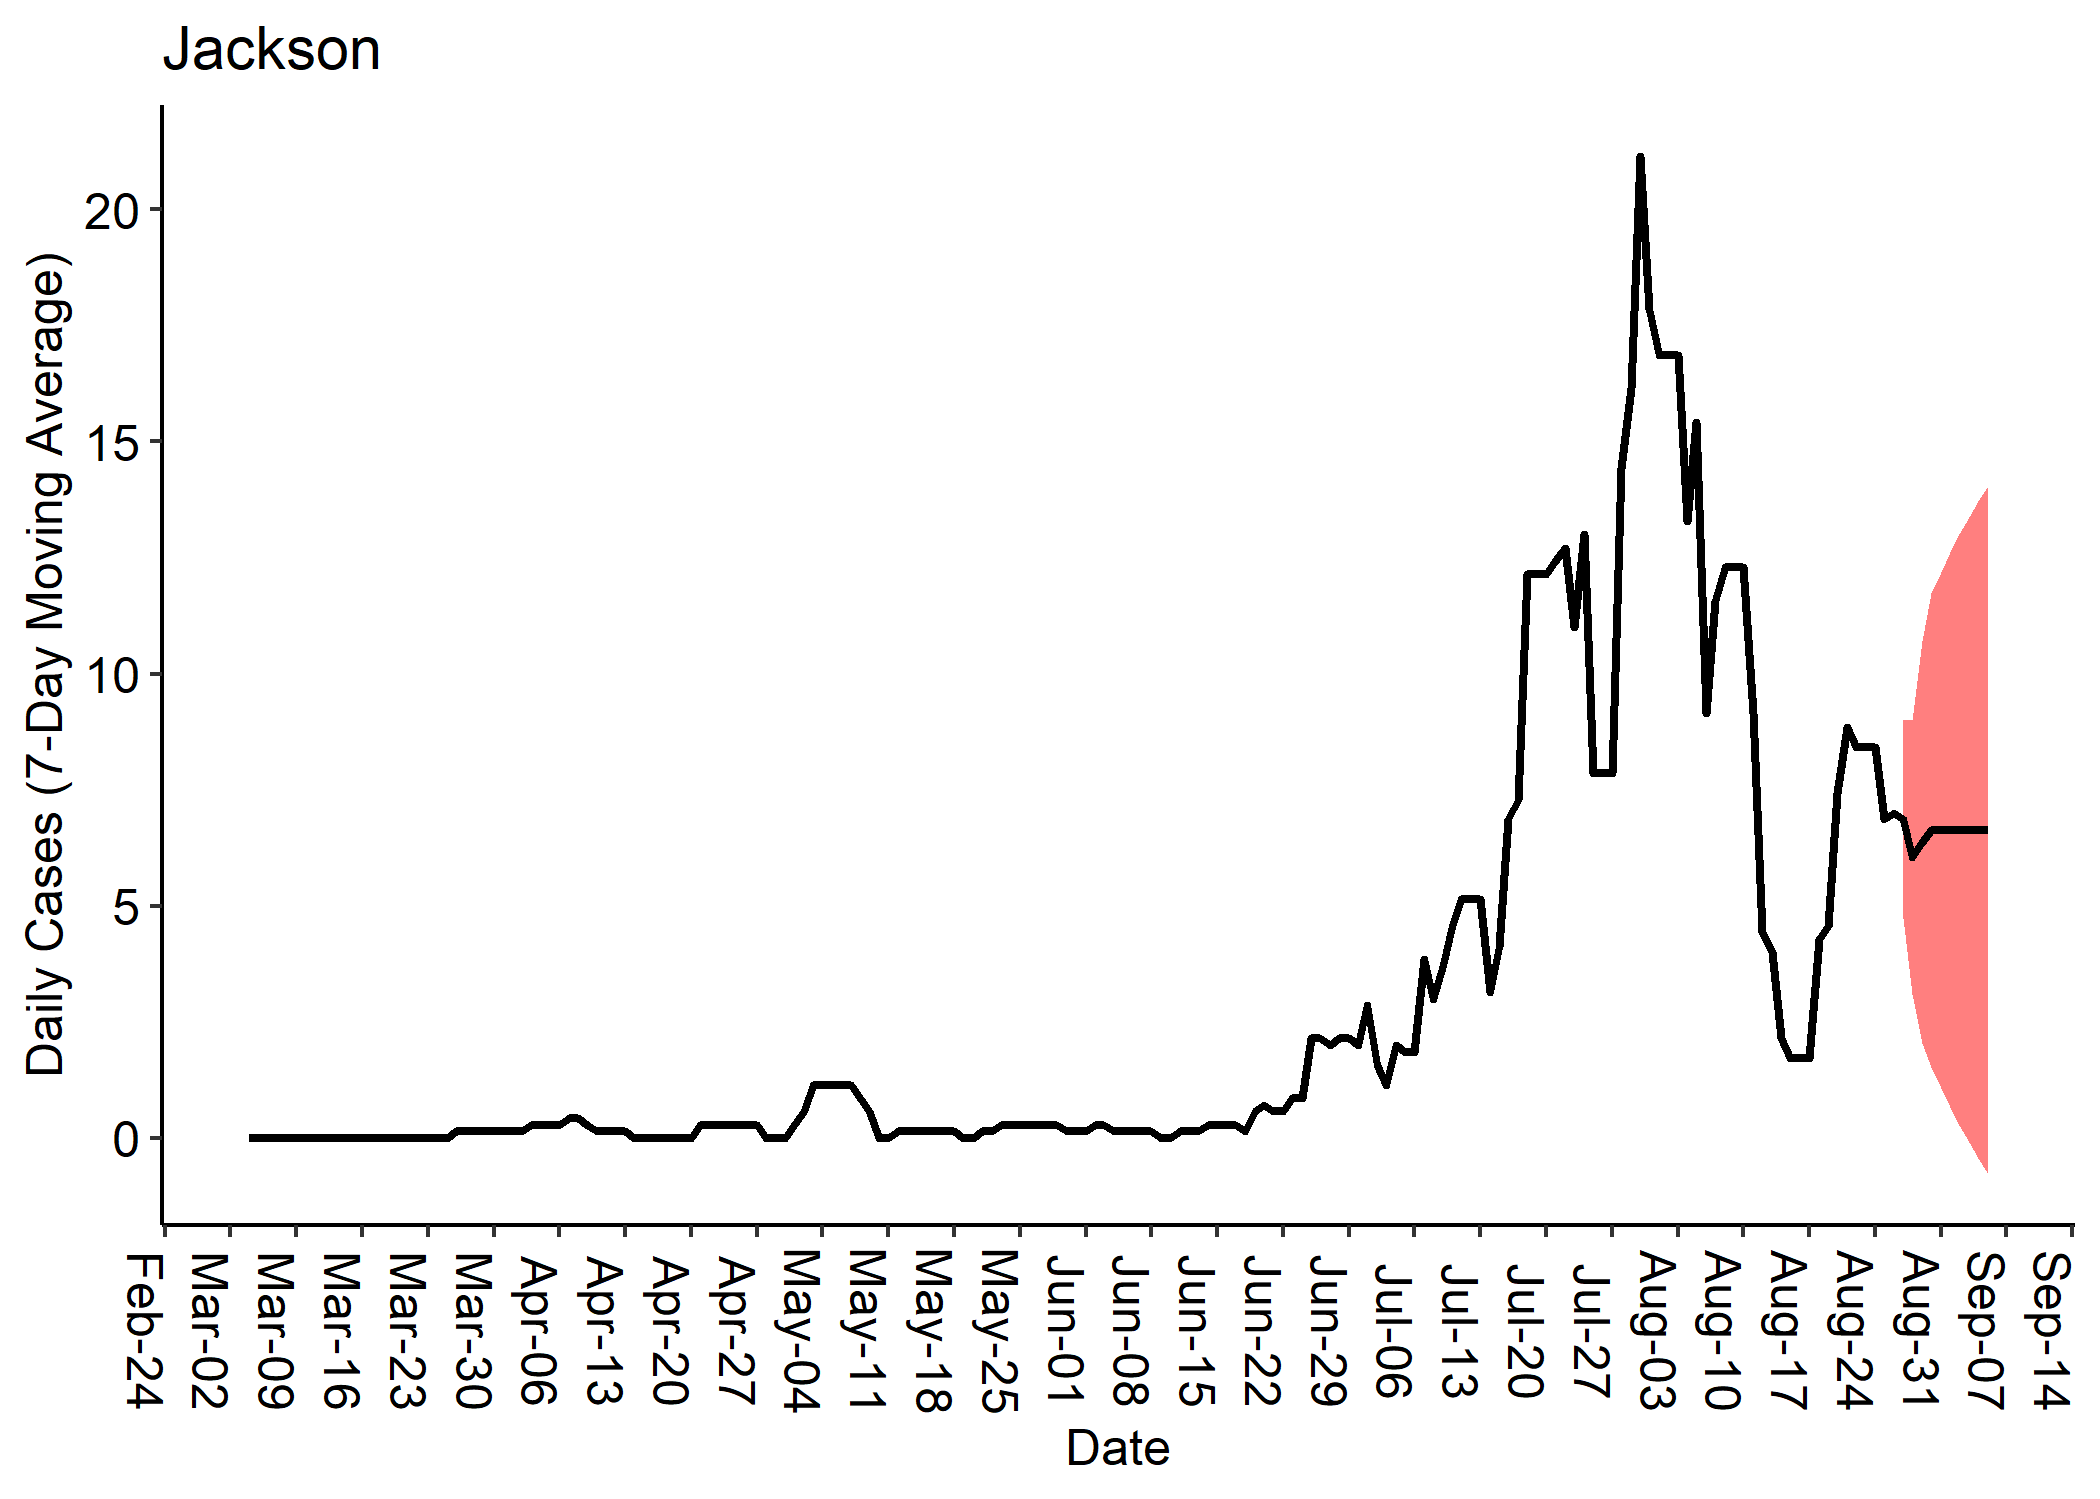 Jackson
Daily Cases (7-Day Moving Average)
20
15
10
5
0
Feb-24
Mar-02
Mar-09
Mar-16
Mar-23
Mar-30
Apr-06
Apr-13
Apr-20
Apr-27
May-04
May-11
May-18
May-25
Jun-01
Jun-08
Jun-15
Jun-22
Jun-29
Jul-06
Jul-13
Jul-20
Jul-27
Aug-03
Aug-10
Aug-17
Aug-24
Aug-31
Sep-07
Sep-14
Date